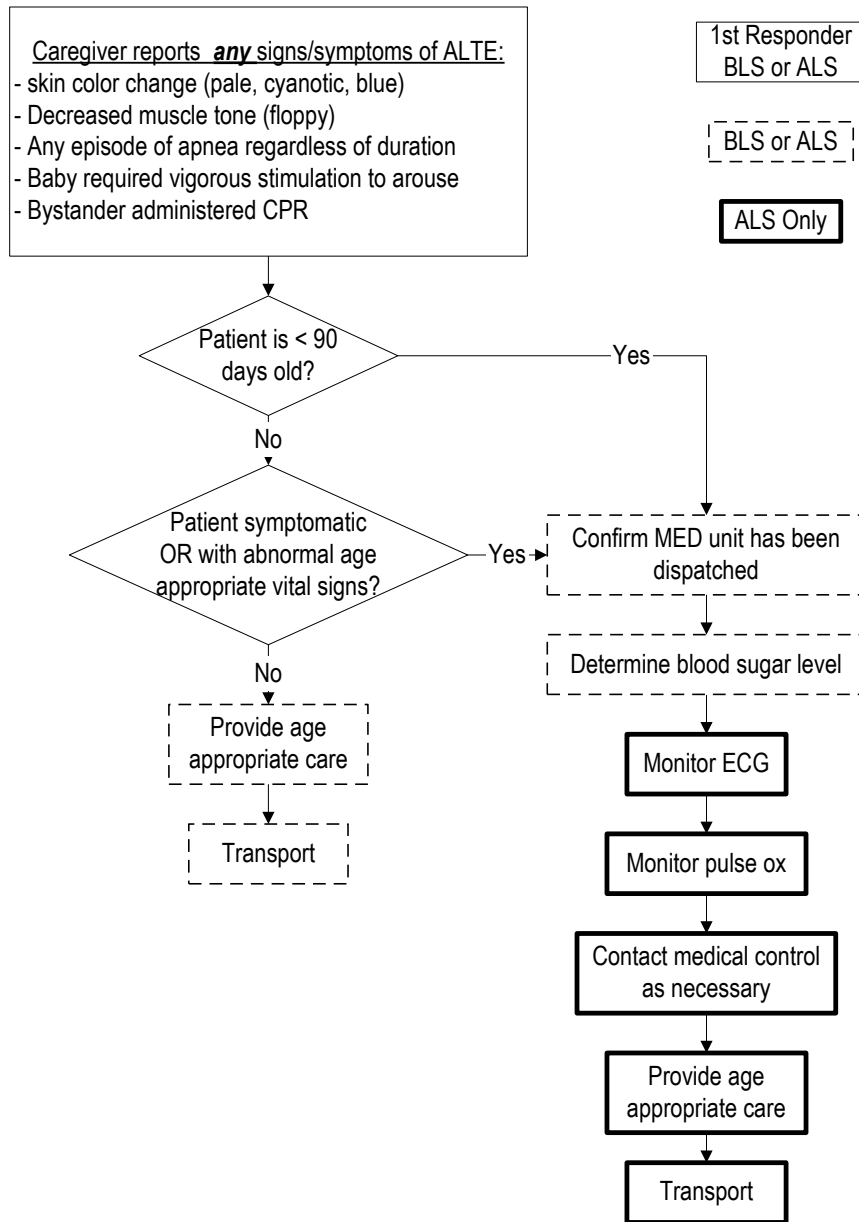 Caregiver reports any signs/symptoms of ALTE:
- skin color change (pale, cyanotic, blue)
- Decreased muscle tone (floppy)
- Any episode of apnea regardless of duration
- Baby required vigorous stimulation to arouse
- Bystander administered CPR
1st Responder
BLS or ALS
BLS or ALS
ALS Only
Patient is < 90
days old?
Yes
No
Patient symptomatic
OR with abnormal age
appropriate vital signs?
Yes
Confirm MED unit has been
dispatched
No
Determine blood sugar level
Provide age
appropriate care
Monitor ECG
Transport
Monitor pulse ox
Contact medical control
as necessary
Provide age
appropriate care
Transport